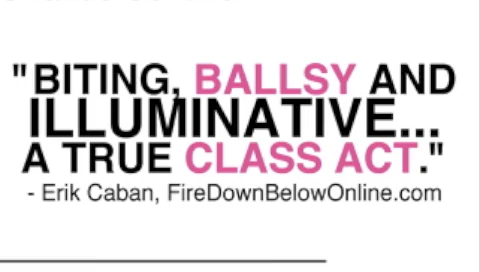 "BITING, BALLSY AND
ILLUMINATIVE...
A TRUE CLASS ACT."
- Erik Caban, FireDownBelowOnline.com